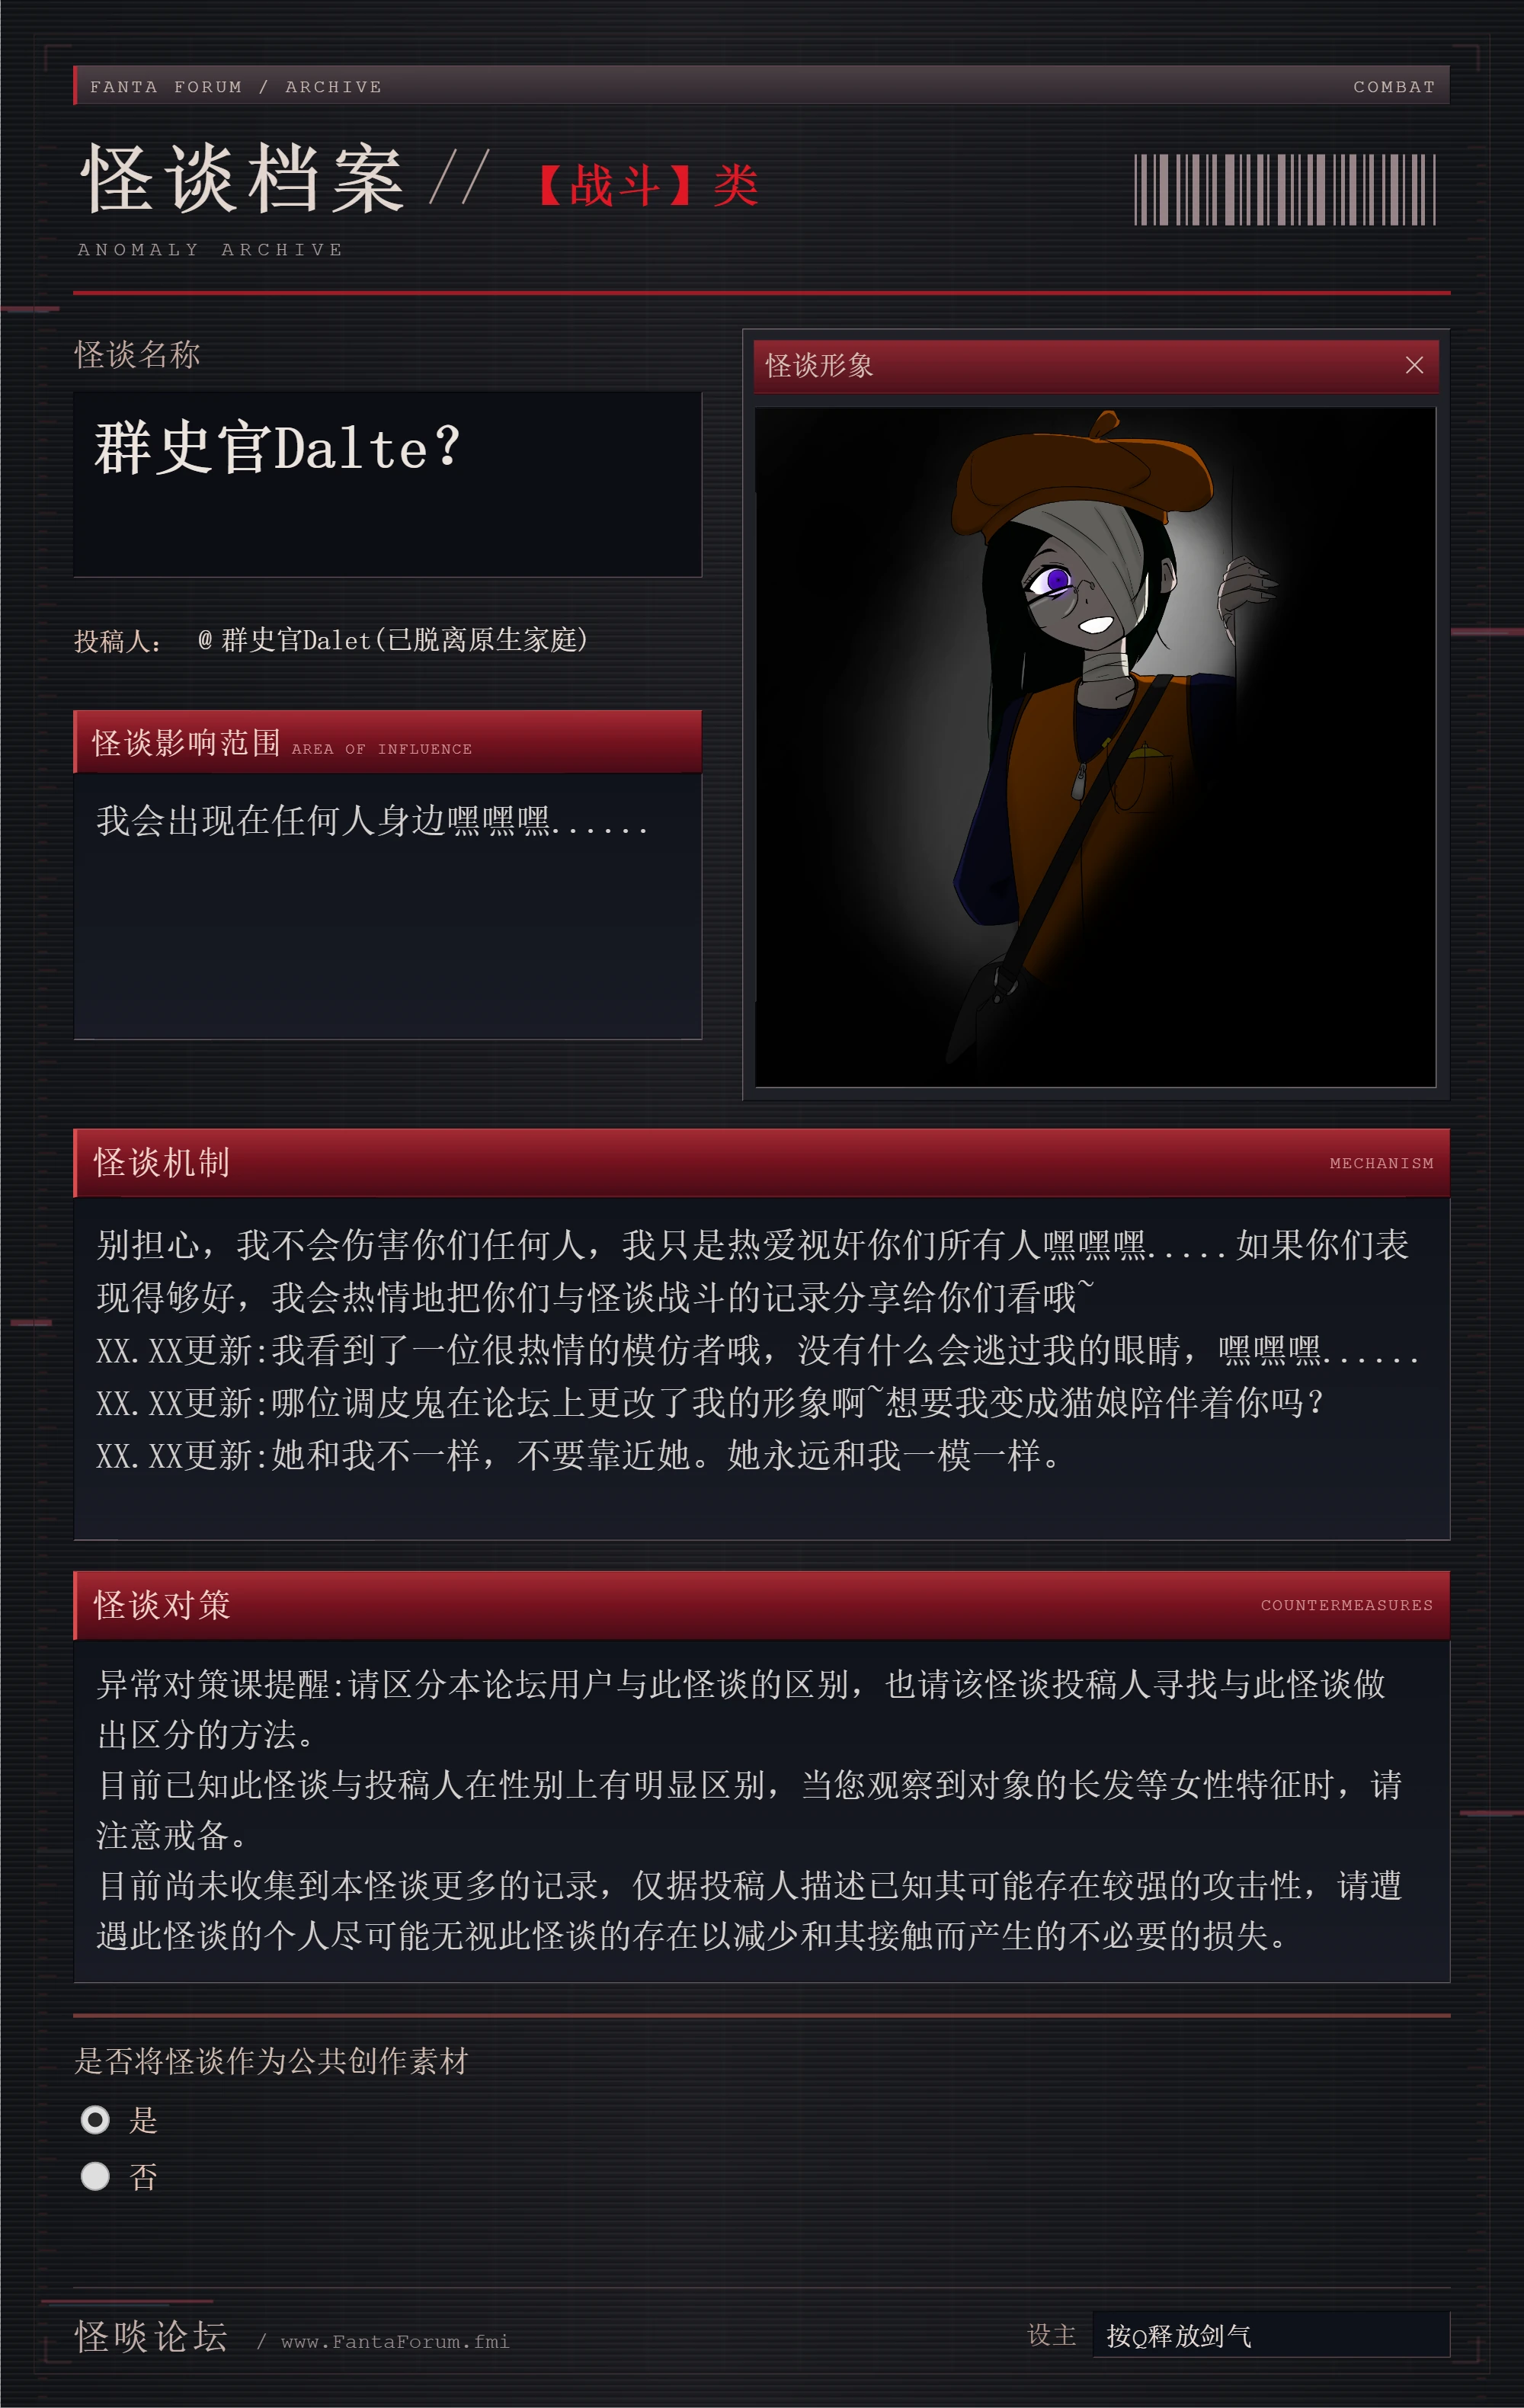 FANTA FORUM / ARCHIVE
COMBAT
怪谈档案 // 【战斗】类
ANOMALY ARCHIVE
怪谈名称
群史官Dalte?
投稿人: @群史官Dalet(已脱离原生家庭)
怪谈影响范围 AREA OF INFLUENCE
我会出现在任何人身边嘿嘿嘿......
怪谈形象
怪谈机制
MECHANISM
别担心，我不会伤害你们任何人，我只是热爱视奸你们所有人嘿嘿嘿.....如果你们表
现得够好，我会热情地把你们与怪谈战斗的记录分享给你们看哦~
XX.XX更新:我看到了一位很热情的模仿者哦，没有什么会逃过我的眼睛，嘿嘿嘿......
XX.XX更新:哪位调皮鬼在论坛上更改了我的形象啊~想要我变成猫娘陪伴着你吗?
XX.XX更新:她和我不一样，不要靠近她。她永远和我一模一样。
怪谈对策
COUNTERMEASURES
异常对策课提醒:请区分本论坛用户与此怪谈的区别，也请该怪谈投稿人寻找与此怪谈做
出区分的方法。
目前已知此怪谈与投稿人在性别上有明显区别，当您观察到对象的长发等女性特征时，请
注意戒备。
目前尚未收集到本怪谈更多的记录，仅据投稿人描述已知其可能存在较强的攻击性，请遭
遇此怪谈的个人尽可能无视此怪谈的存在以减少和其接触而产生的不必要的损失。
是否将怪谈作为公共创作素材
是
否
怪啖论坛 / www.FantaForum.fmi
设主 按Q释放剑气